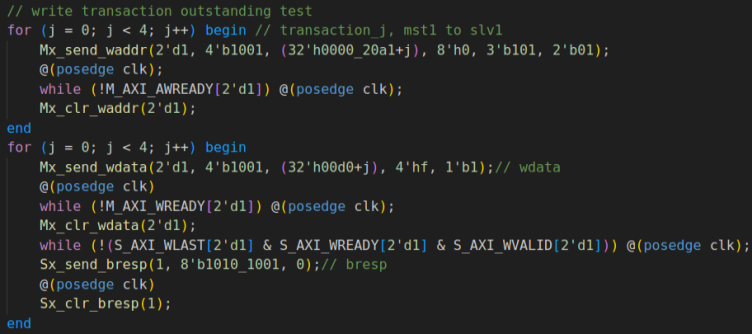 // write transaction outstanding test
for (j = 0; j < 4; j++) begin // transaction_j, mst1 to slv1
    Mx_send_waddr(2'd1, 4'b1001, (32'h0000_20a1+j), 8'h0, 3'b101, 2'b01);
    @(posedge clk);
    while (!M_AXI_AWREADY[2'd1]) @(posedge clk);
    Mx_clr_waddr(2'd1);
end
for (j = 0; j < 4; j++) begin
    Mx_send_wdata(2'd1, 4'b1001, (32'h00d0+j), 4'hf, 1'b1);// wdata
    @(posedge clk)
    while (!M_AXI_WREADY[2'd1]) @(posedge clk);
    Mx_clr_wdata(2'd1);
    while (!(S_AXI_WLAST[2'd1] & S_AXI_WREADY[2'd1] & S_AXI_WVALID[2'd1])) @(posedge clk);
    Sx_send_bresp(1, 8'b1010_1001, 0);// bresp
    @(posedge clk)
    Sx_clr_bresp(1);
end